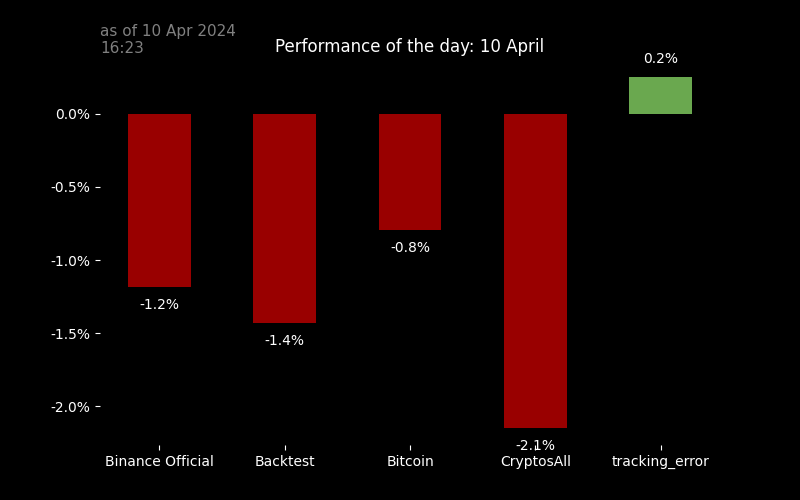 as of 10 Apr 2024
16:23
Performance of the day: 10 April
0.2%
0.0%
-0.5%
-1.0%
-1.5%
-2.0%
-1.2%
-1.4%
-0.8%
-2.1%
Binance Official
Backtest
Bitcoin
CryptosAll
tracking_error